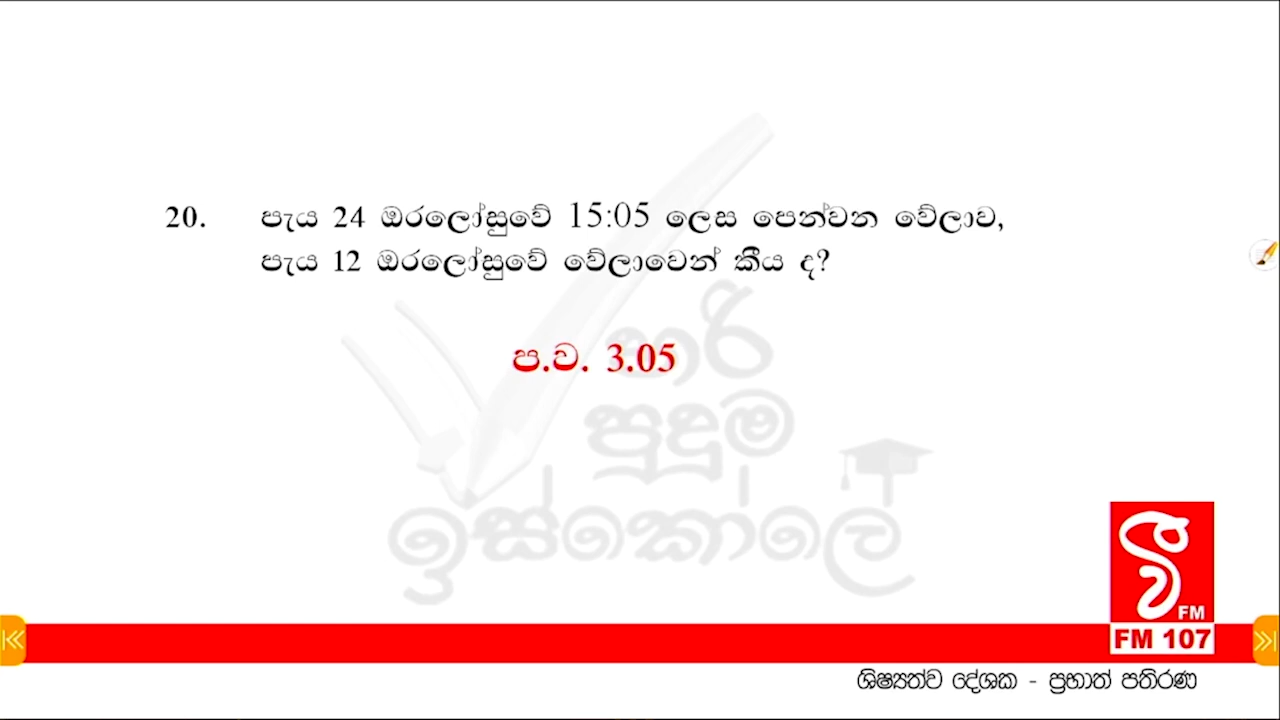 20. පැය 24 ඔරලෝසුවේ 15:05 ලෙස පෙන්වන වේලාව,
පැය 12 ඔරලෝසුවේ වේලාවෙන් කීය ද?
ප.ව. 3.05
හරි
පුදුම
ඉස්කෝලේ
වී
FM
FM 107
ශිෂ්‍යත්ව දේශක - ප්‍රභාත් පතිරණ